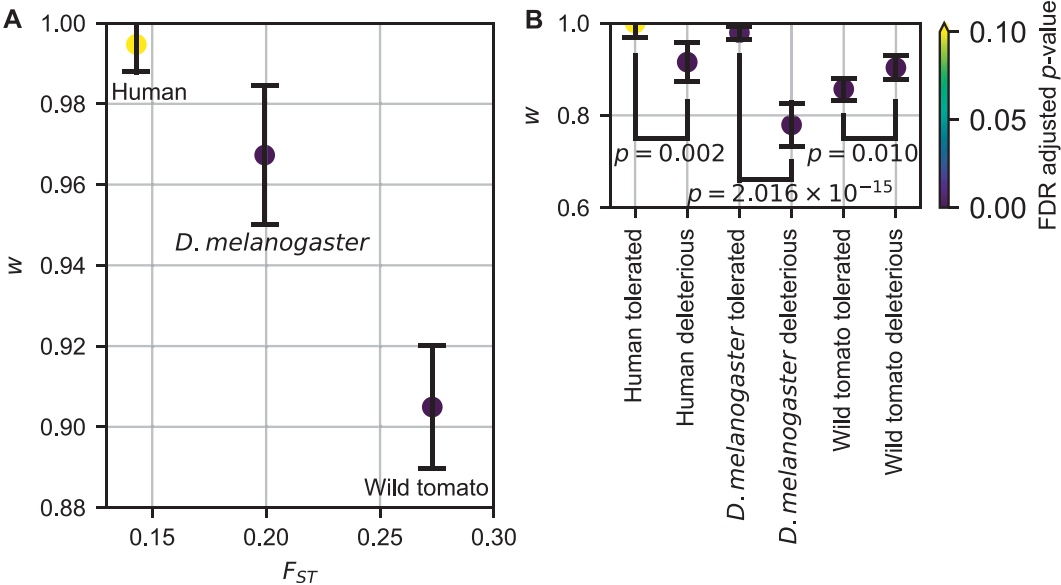 A
1.00
0.98
0.96
0.94
0.92
0.90
0.88
w
0.15
0.20
0.25
0.30
F_{ST}
Human
D. melanogaster
Wild tomato
B
1.0
0.8
0.6
w
p = 0.002
p = 2.016 × 10^{-15}
p = 0.010
Human tolerated
Human deleterious
D. melanogaster tolerated
D. melanogaster deleterious
Wild tomato tolerated
Wild tomato deleterious
0.10
0.05
0.00
FDR adjusted p-value